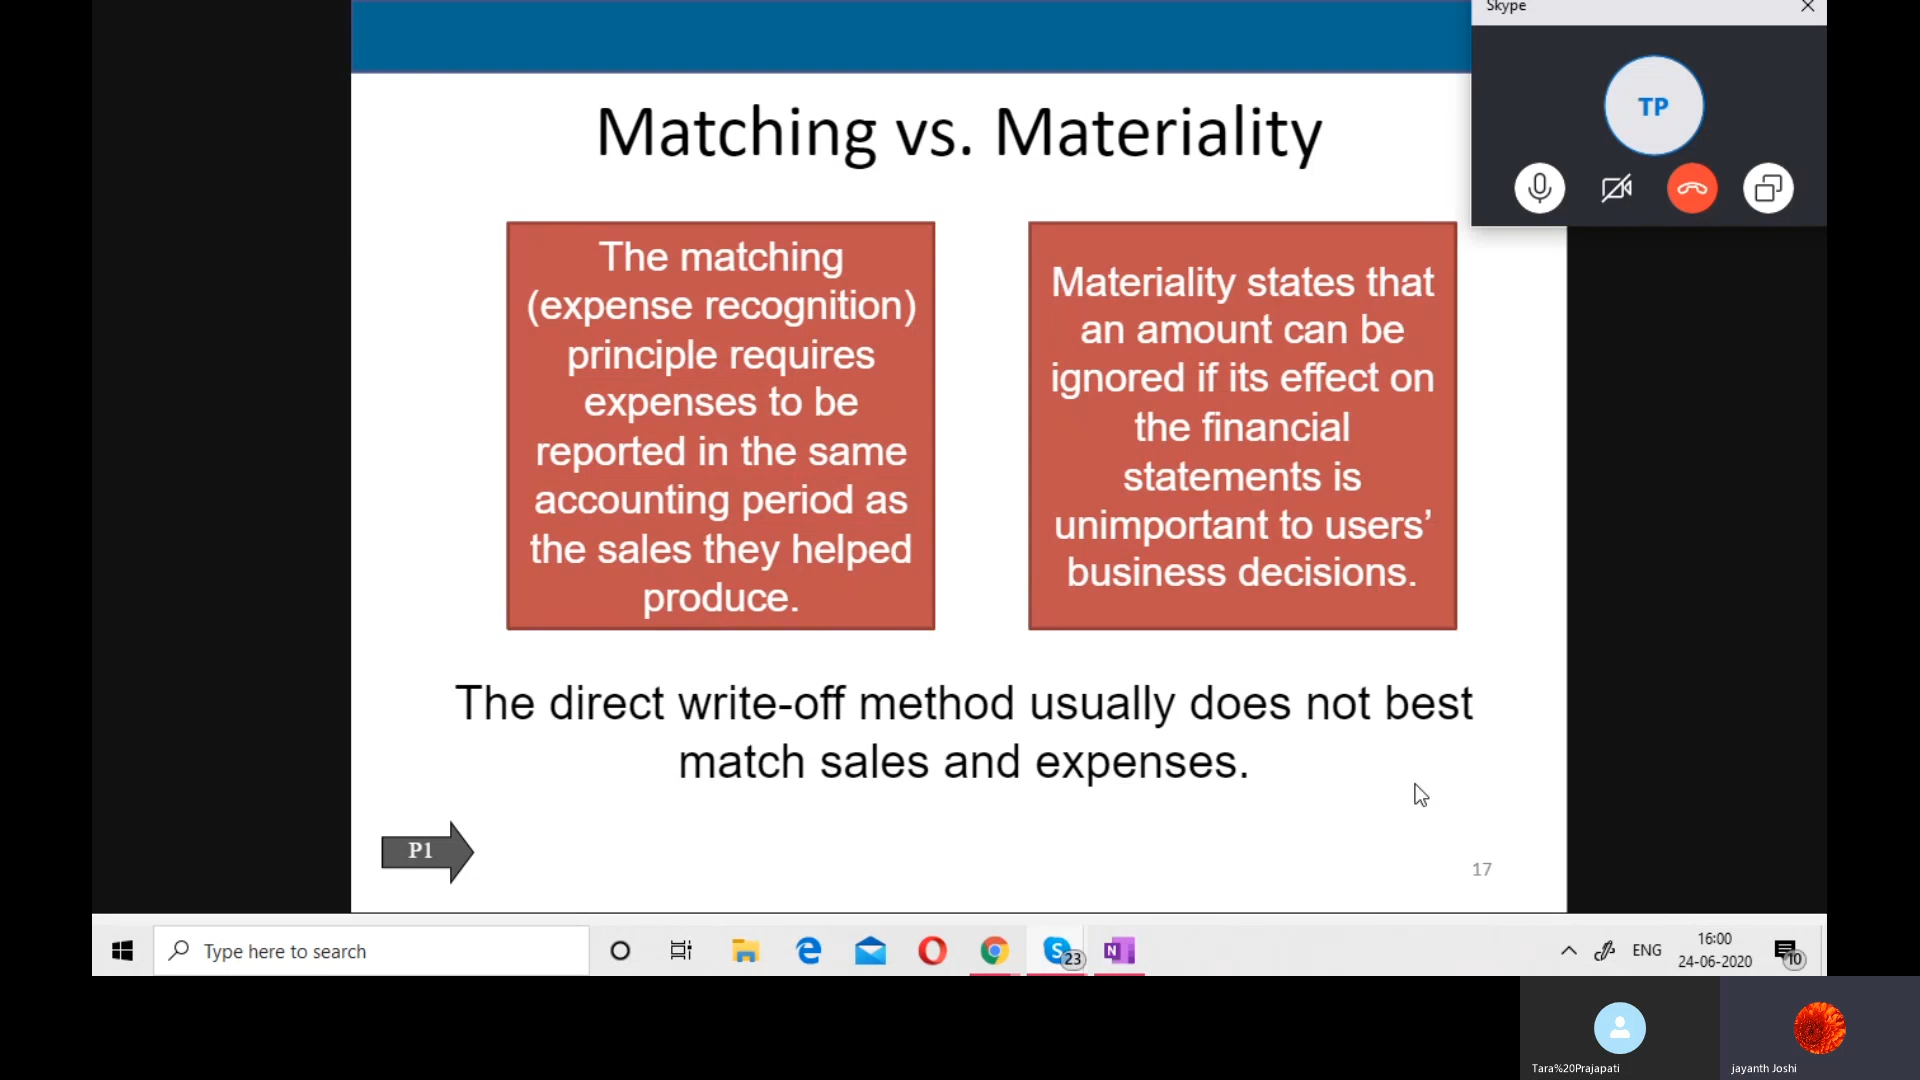 Skype
TP
Matching vs. Materiality
The matching
(expense recognition)
principle requires
expenses to be
reported in the same
accounting period as
the sales they helped
produce.
Materiality states that
an amount can be
ignored if its effect on
the financial
statements is
unimportant to users’
business decisions.
The direct write-off method usually does not best
match sales and expenses.
P1
17
Type here to search
S
23
N
ENG
16:00
24-06-2020
10
Tara%20Prajapati
jayanth Joshi